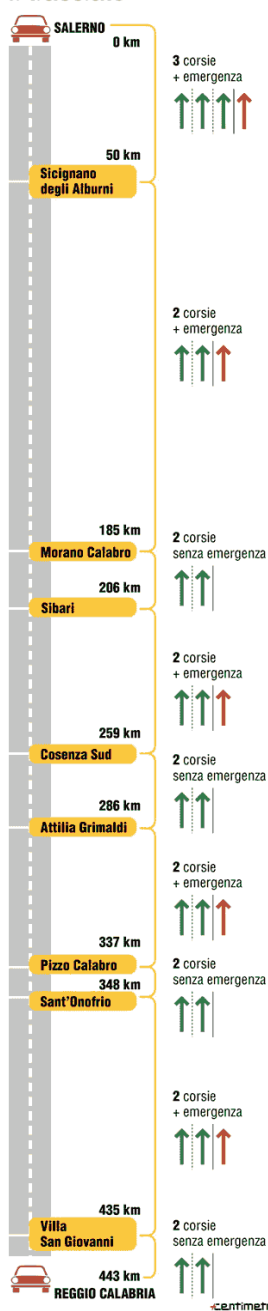 SALERNO
0 km
3 corsie
+ emergenza
50 km
Sicignano
degli Alburni
2 corsie
+ emergenza
185 km
Morano Calabro
2 corsie
senza emergenza
206 km
Sibari
2 corsie
+ emergenza
259 km
Cosenza Sud
2 corsie
senza emergenza
286 km
Attilia Grimaldi
2 corsie
+ emergenza
337 km
Pizzo Calabro
2 corsie
senza emergenza
348 km
Sant'Onofrio
2 corsie
+ emergenza
435 km
Villa
San Giovanni
2 corsie
senza emergenza
443 km
REGGIO CALABRIA